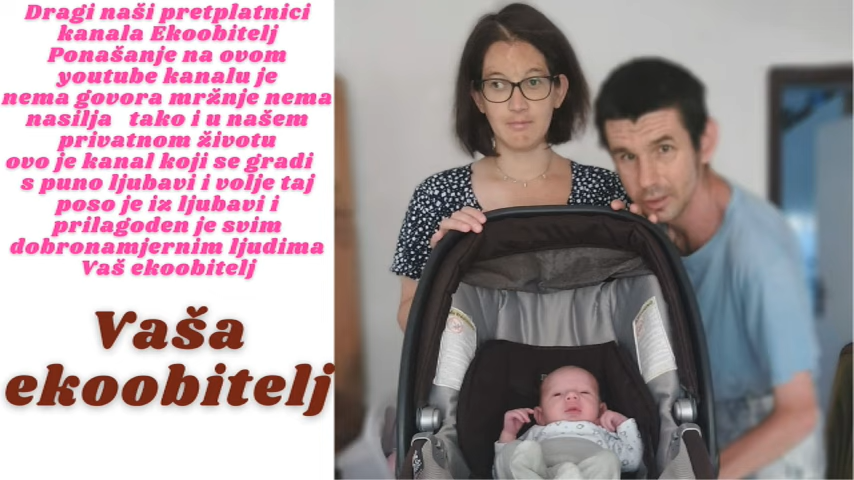 Dragi naši pretplatnici
kanala Ekoobitelj
Ponašanje na ovom
youtube kanalu je
nema govora mržnje nema
nasilja tako i u našem
privatnom životu
ovo je kanal koji se gradi
s puno ljubavi i volje taj
poso je iz ljubavi i
prilagođen je svim
dobronamjernim ljudima
Vaš ekoobitelj
Vaša
ekoobitelj